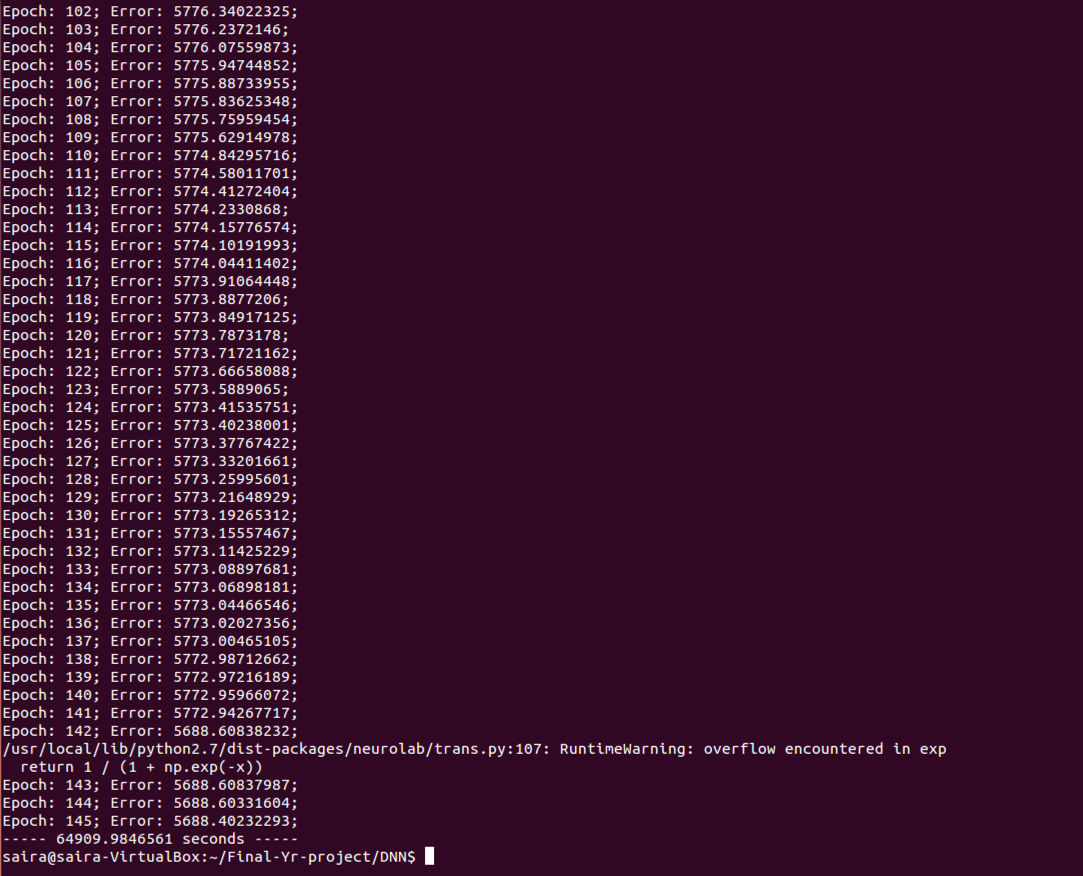 Epoch: 102; Error: 5776.34022325;
Epoch: 103; Error: 5776.2372146;
Epoch: 104; Error: 5776.07559873;
Epoch: 105; Error: 5775.94744852;
Epoch: 106; Error: 5775.88733955;
Epoch: 107; Error: 5775.83625348;
Epoch: 108; Error: 5775.75959454;
Epoch: 109; Error: 5775.62914978;
Epoch: 110; Error: 5774.84295716;
Epoch: 111; Error: 5774.58011701;
Epoch: 112; Error: 5774.41272404;
Epoch: 113; Error: 5774.2330868;
Epoch: 114; Error: 5774.15776574;
Epoch: 115; Error: 5774.10191993;
Epoch: 116; Error: 5774.04411402;
Epoch: 117; Error: 5773.91064448;
Epoch: 118; Error: 5773.8877206;
Epoch: 119; Error: 5773.84917125;
Epoch: 120; Error: 5773.7873178;
Epoch: 121; Error: 5773.71721162;
Epoch: 122; Error: 5773.66658088;
Epoch: 123; Error: 5773.5889065;
Epoch: 124; Error: 5773.41535751;
Epoch: 125; Error: 5773.40238001;
Epoch: 126; Error: 5773.37767422;
Epoch: 127; Error: 5773.33201661;
Epoch: 128; Error: 5773.25995601;
Epoch: 129; Error: 5773.21648929;
Epoch: 130; Error: 5773.19265312;
Epoch: 131; Error: 5773.15557467;
Epoch: 132; Error: 5773.11425229;
Epoch: 133; Error: 5773.08897681;
Epoch: 134; Error: 5773.06898181;
Epoch: 135; Error: 5773.04466546;
Epoch: 136; Error: 5773.02027356;
Epoch: 137; Error: 5773.00465105;
Epoch: 138; Error: 5772.98712662;
Epoch: 139; Error: 5772.97216189;
Epoch: 140; Error: 5772.95966072;
Epoch: 141; Error: 5772.94267717;
Epoch: 142; Error: 5688.60838232;
/usr/local/lib/python2.7/dist-packages/neurolab/trans.py:107: RuntimeWarning: overflow encountered in exp
  return 1 / (1 + np.exp(-x))
Epoch: 143; Error: 5688.60837987;
Epoch: 144; Error: 5688.60331604;
Epoch: 145; Error: 5688.40232293;
----- 64909.9846561 seconds -----
saira@saira-VirtualBox:~/Final-Yr-project/DNN$